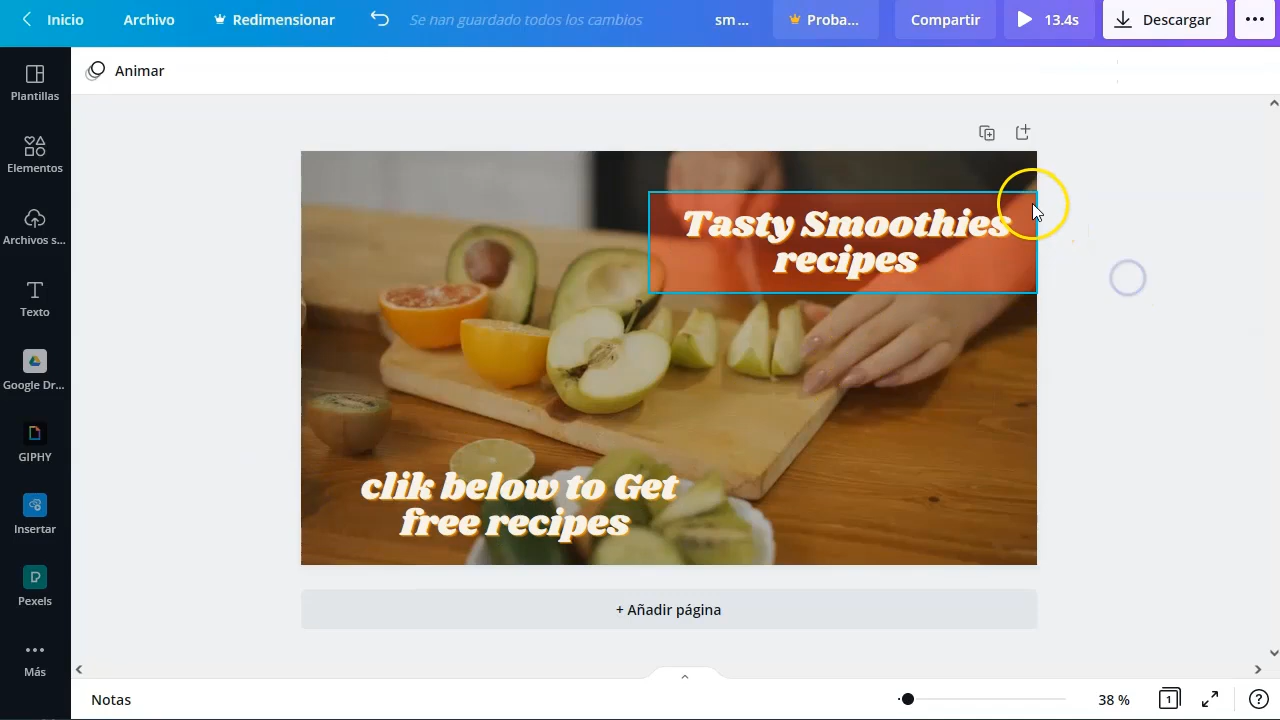 Inicio
Archivo
Redimensionar
Se nan guardado todos los cambios
sm ...
Proba...
Compartir
13.4s
Descargar
Animar
Plantillas
Elementos
Archivos s...
Texto
Google Dr...
GIPHY
Insertar
Pexels
Más
Tasty Smoothies
recipes
clik below to Get
free recipes
+ Añadir página
Notas
38 %
1